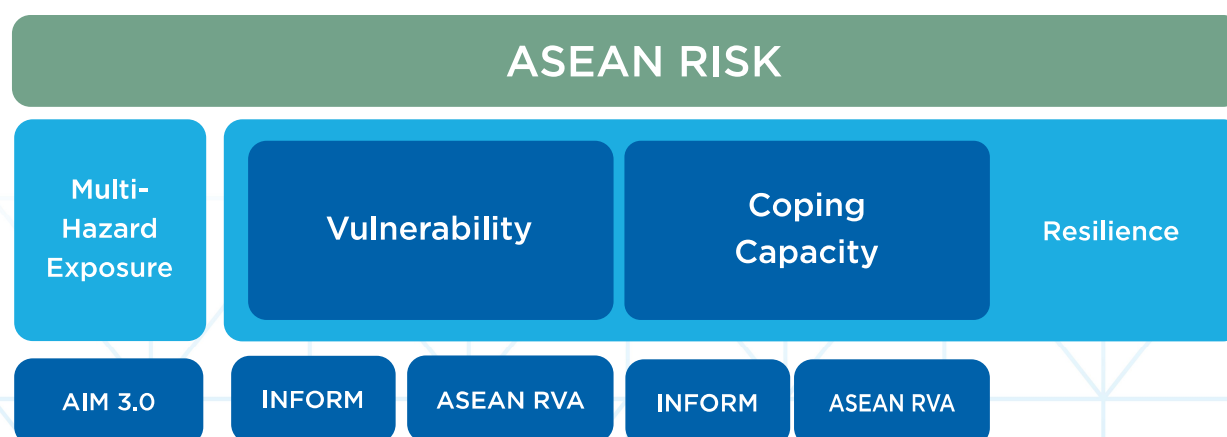 ASEAN RISK
Multi-
Hazard
Exposure
Vulnerability
Coping
Capacity
Resilience
AIM 3.0
INFORM
ASEAN RVA
INFORM
ASEAN RVA